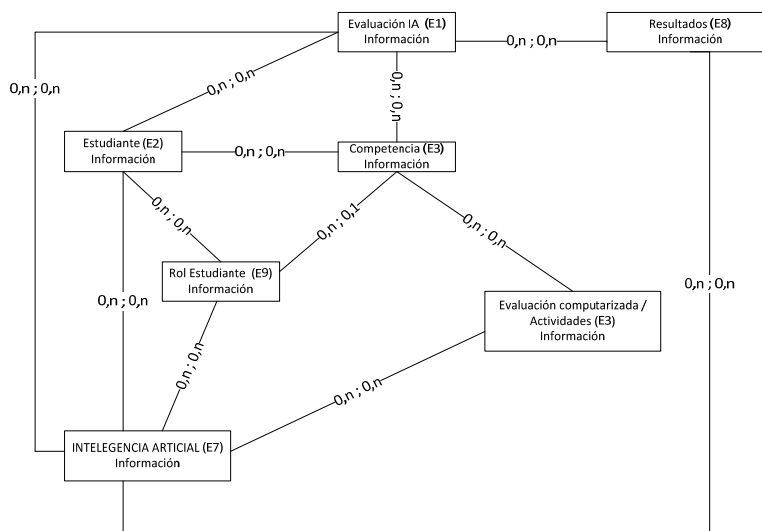 Evaluación IA (E1)
Información
Resultados (E8)
Información
0,n ; 0,n
0,n ; 0,n
0,n ; 0,n
0,n ; 0,n
Estudiante (E2)
Información
0,n ; 0,n
Competencia (E3)
Información
0,n ; 0,n
0,n ; 0,1
0,n ; 0,n
Rol Estudiante (E9)
Información
0,n ; 0,n
0,n ; 0,n
Evaluación computarizada /
Actividades (E3)
Información
0,n ; 0,n
0,n ; 0,n
INTELEGENCIA ARTICIAL (E7)
Información